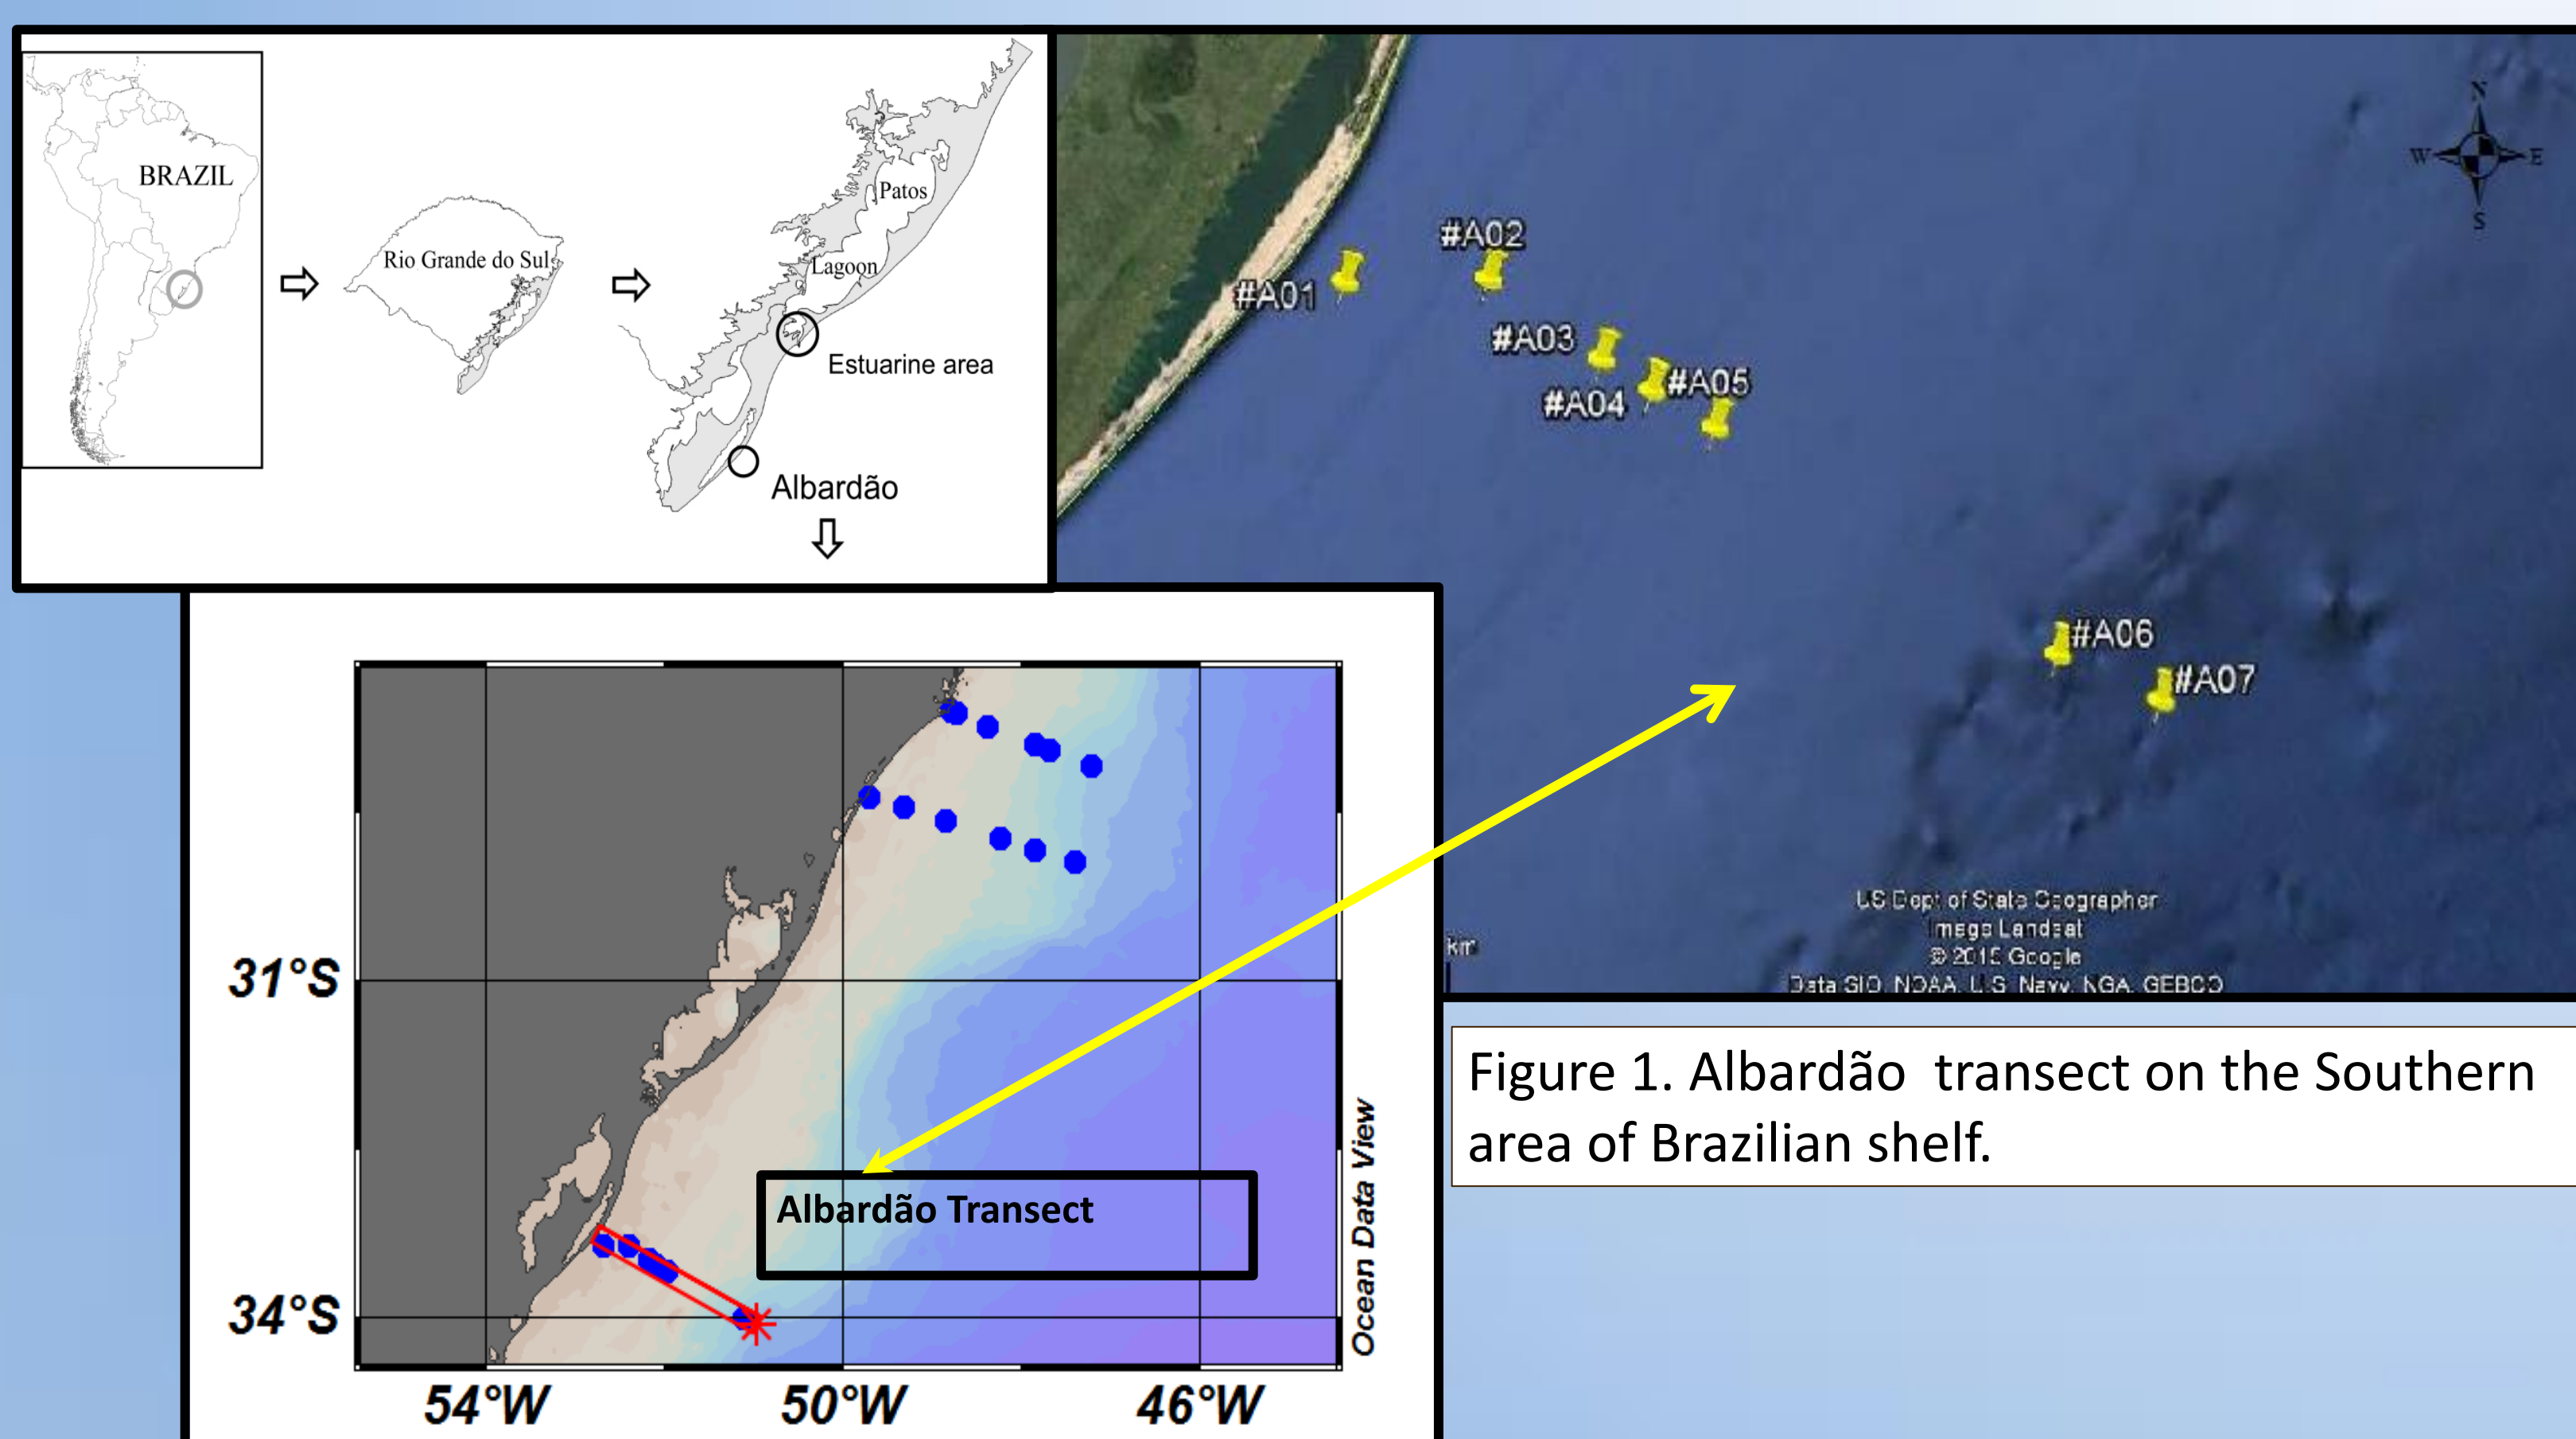 BRAZIL
Rio Grande do Sul
Patos
Lagoon
Estuarine area
Albardão
N
W
E
S
#A01
#A02
#A03
#A04
#A05
#A06
#A07
US Dept of State Geographer
Image Landsat
© 2015 Google
Data SIO, NOAA, U.S. Navy, NGA, GEBCO
km
31°S
34°S
54°W
50°W
46°W
Albardão Transect
Ocean Data View
Figure 1. Albardão transect on the Southern
area of Brazilian shelf.